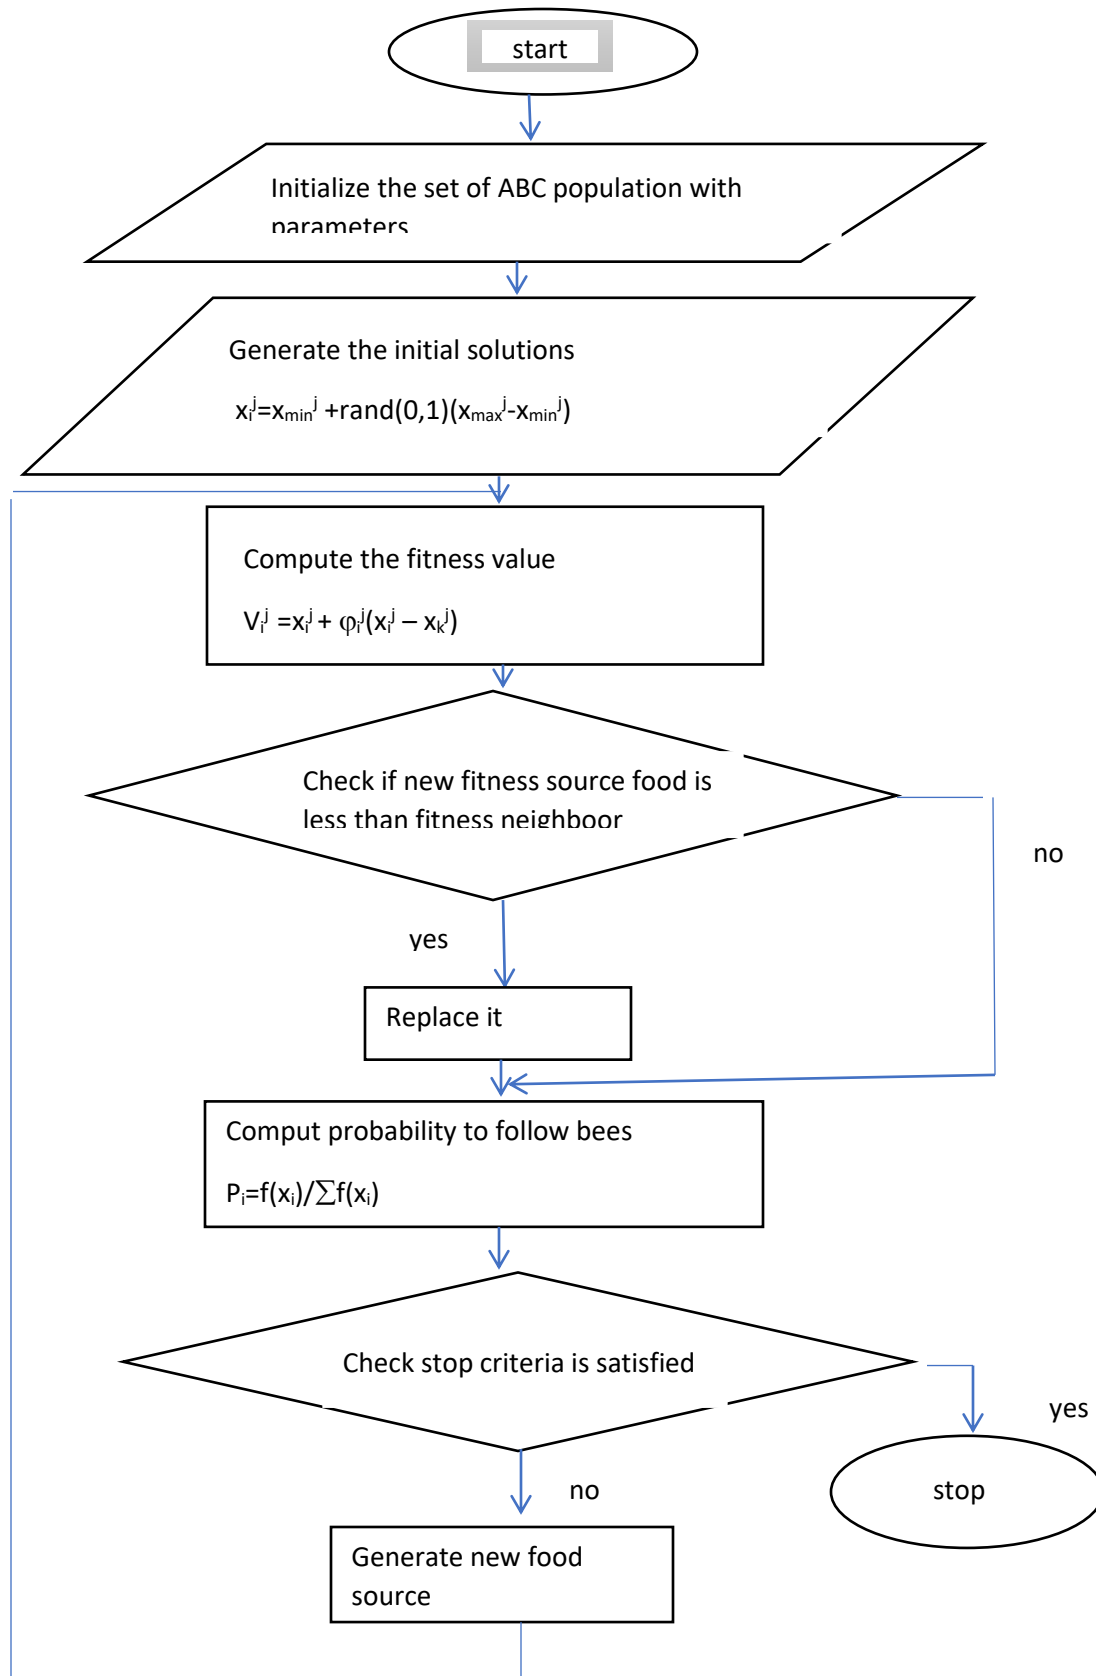 start
Initialize the set of ABC population with
parameters
Generate the initial solutions
xᵢʲ=x_minʲ +rand(0,1)(x_maxʲ-x_minʲ)
Compute the fitness value
Vᵢʲ =xᵢʲ+ φᵢʲ(xᵢʲ – xₖʲ)
Check if new fitness source food is
less than fitness neighboor
no
yes
Replace it
Comput probability to follow bees
Pᵢ=f(xᵢ)/∑f(xᵢ)
Check stop criteria is satisfied
yes
stop
no
Generate new food
source